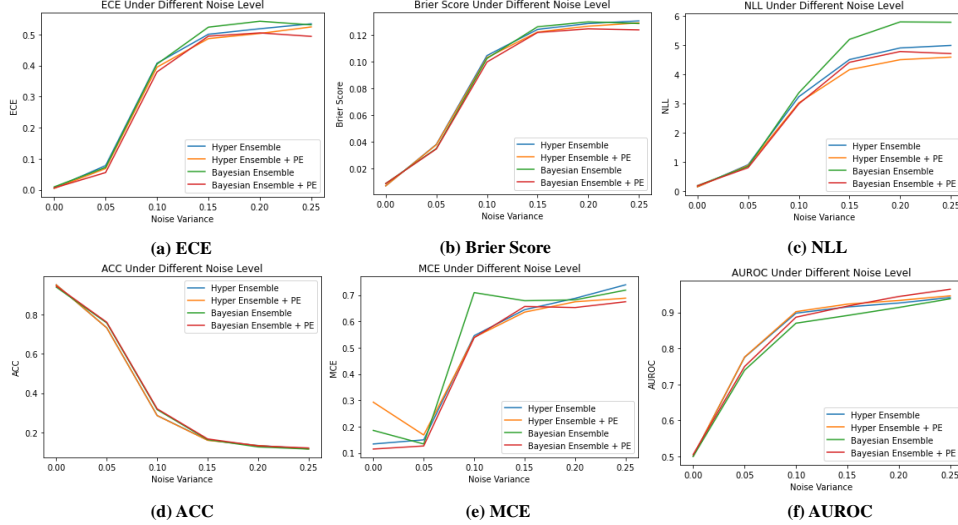 ECE Under Different Noise Level
ECE
0.5
0.4
0.3
0.2
0.1
0.0
0.00 0.05 0.10 0.15 0.20 0.25
Noise Variance
Hyper Ensemble
Hyper Ensemble + PE
Bayesian Ensemble
Bayesian Ensemble + PE
(a) ECE
Brier Score Under Different Noise Level
Brier Score
0.12
0.10
0.08
0.06
0.04
0.02
0.00 0.05 0.10 0.15 0.20 0.25
Noise Variance
Hyper Ensemble
Hyper Ensemble + PE
Bayesian Ensemble
Bayesian Ensemble + PE
(b) Brier Score
NLL Under Different Noise Level
NLL
6
5
4
3
2
1
0
0.00 0.05 0.10 0.15 0.20 0.25
Noise Variance
Hyper Ensemble
Hyper Ensemble + PE
Bayesian Ensemble
Bayesian Ensemble + PE
(c) NLL
ACC Under Different Noise Level
ACC
0.8
0.6
0.4
0.2
0.00 0.05 0.10 0.15 0.20 0.25
Noise Variance
Hyper Ensemble
Hyper Ensemble + PE
Bayesian Ensemble
Bayesian Ensemble + PE
(d) ACC
MCE Under Different Noise Level
MCE
0.7
0.6
0.5
0.4
0.3
0.2
0.1
0.00 0.05 0.10 0.15 0.20 0.25
Noise Variance
Hyper Ensemble
Hyper Ensemble + PE
Bayesian Ensemble
Bayesian Ensemble + PE
(e) MCE
AUROC Under Different Noise Level
AUROC
0.9
0.8
0.7
0.6
0.5
0.00 0.05 0.10 0.15 0.20 0.25
Noise Variance
Hyper Ensemble
Hyper Ensemble + PE
Bayesian Ensemble
Bayesian Ensemble + PE
(f) AUROC